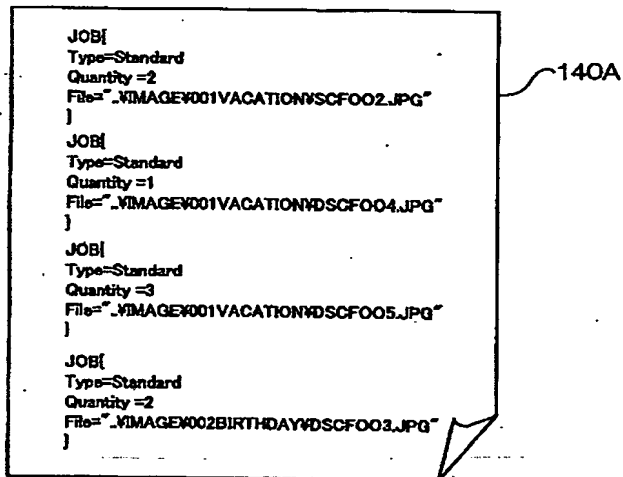 JOB[
Type=Standard
Quantity =2
File="..¥IMAGE¥001VACATION¥SCFOO2.JPG"
]
JOB[
Type=Standard
Quantity =1
File="..¥IMAGE¥001VACATION¥DSCFOO4.JPG"
]
JOB[
Type=Standard
Quantity =3
File="..¥IMAGE¥001VACATION¥DSCFOO5.JPG"
]
JOB[
Type=Standard
Quantity =2
File="..¥IMAGE¥002BIRTHDAY¥DSCFOO3.JPG"
]
140A